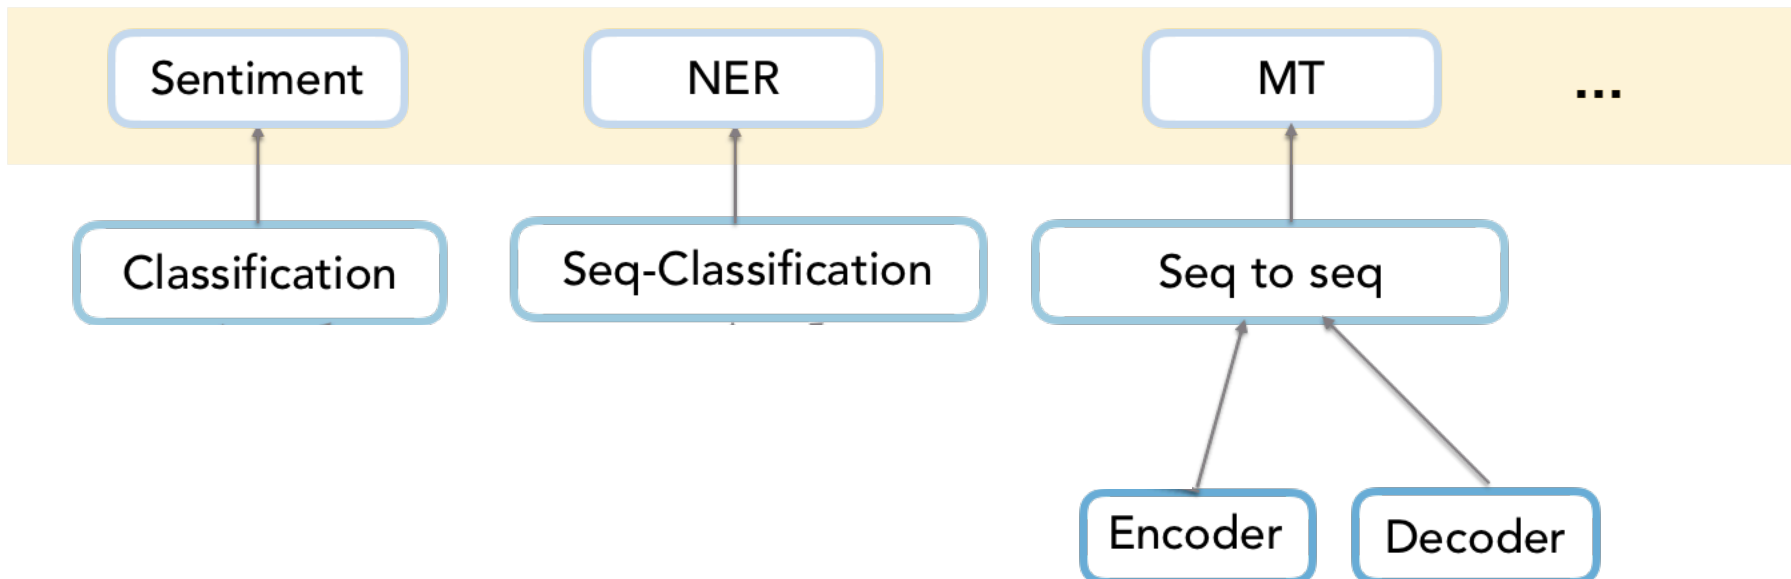 Sentiment
NER
MT
...
Classification
Seq-Classification
Seq to seq
Encoder
Decoder